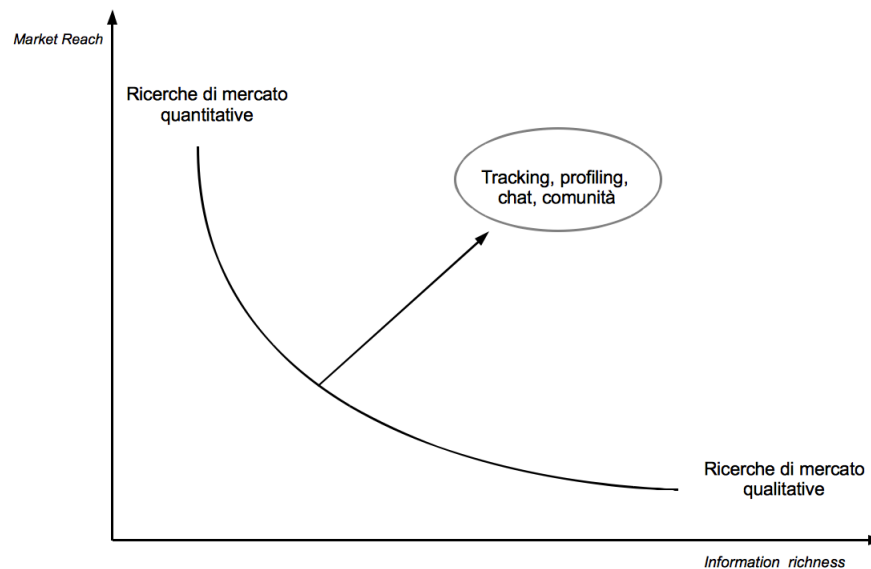 Market Reach
Ricerche di mercato
quantitative
Tracking, profiling,
chat, comunità
Ricerche di mercato
qualitative
Information richness